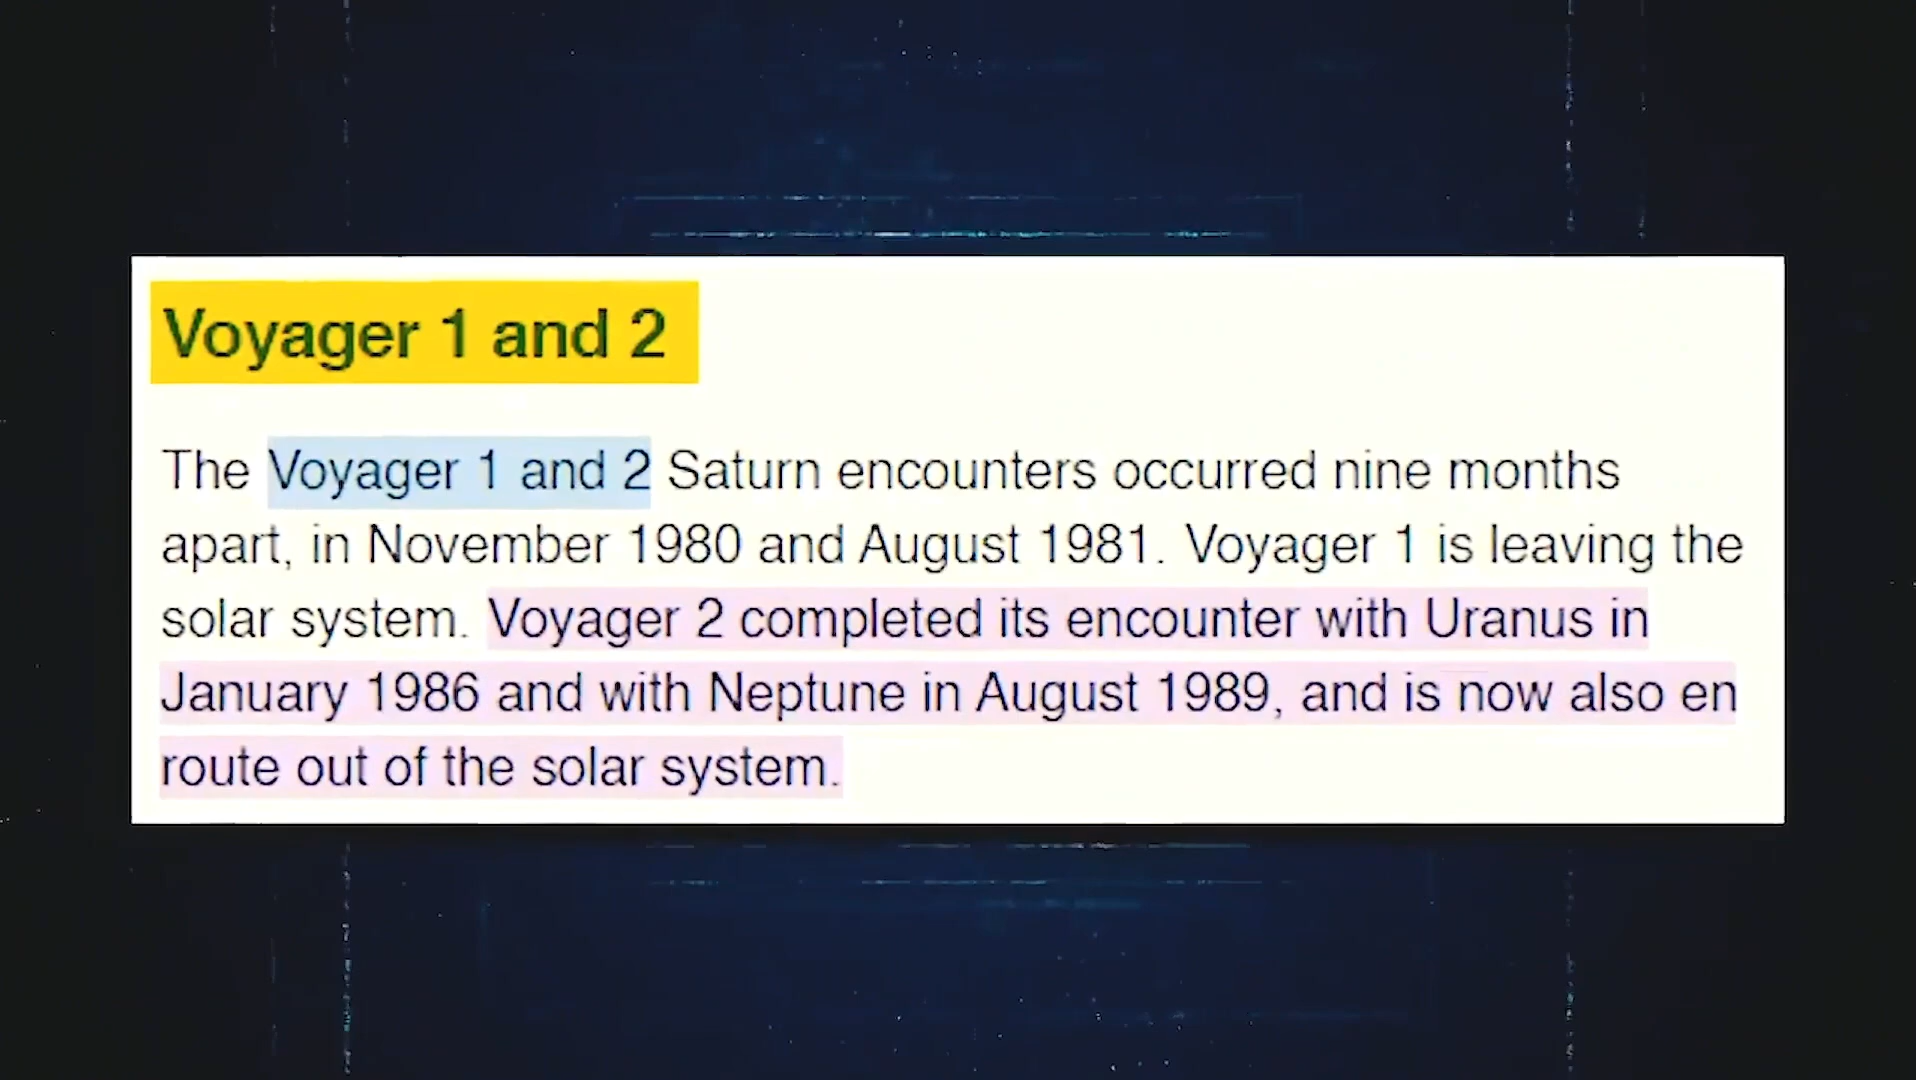 Voyager 1 and 2
The Voyager 1 and 2 Saturn encounters occurred nine months
apart, in November 1980 and August 1981. Voyager 1 is leaving the
solar system. Voyager 2 completed its encounter with Uranus in
January 1986 and with Neptune in August 1989, and is now also en
route out of the solar system.